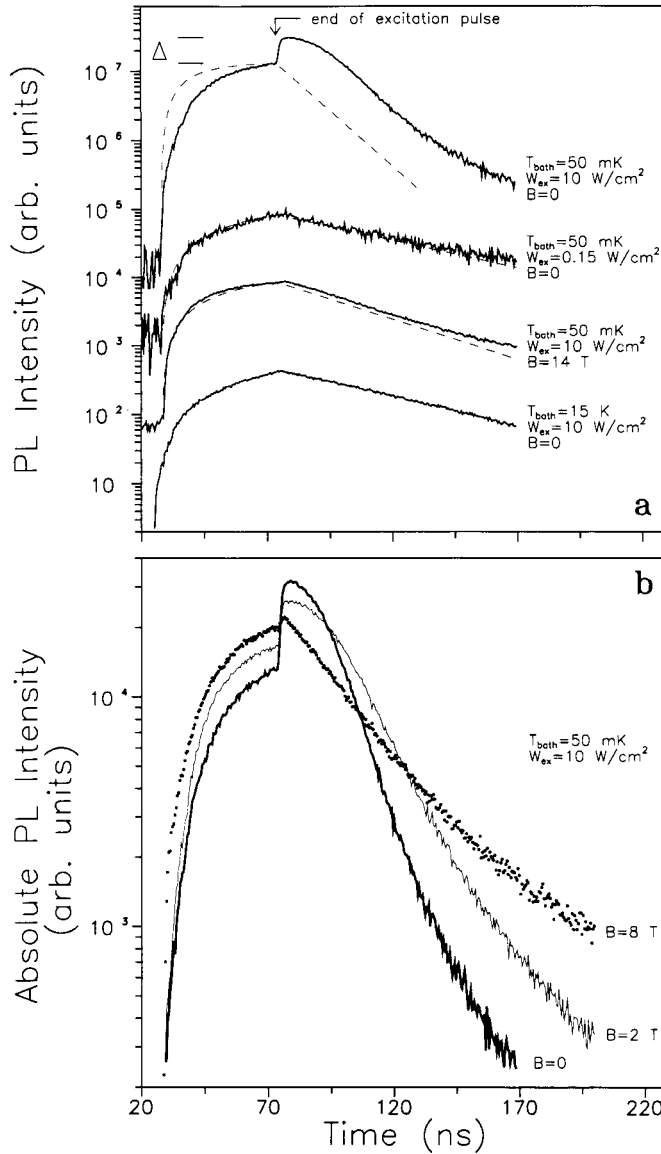 end of excitation pulse
Δ
PL Intensity (arb. units)
10⁷
10⁶
10⁵
10⁴
10³
10²
10
T_bath=50 mK
W_ex=10 W/cm²
B=0
T_bath=50 mK
W_ex=0.15 W/cm²
B=0
T_bath=50 mK
W_ex=10 W/cm²
B=14 T
T_bath=15 K
W_ex=10 W/cm²
B=0
a
b
Absolute PL Intensity
(arb. units)
10⁴
10³
T_bath=50 mK
W_ex=10 W/cm²
B=8 T
B=2 T
B=0
20 70 120 170 220
Time (ns)